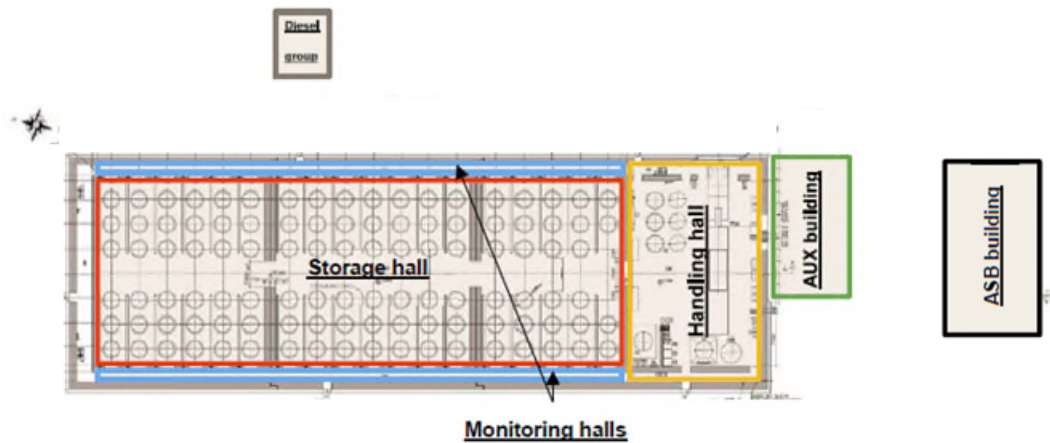 Diesel
group
Storage hall
Handling hall
AUX building
ASB building
Monitoring halls